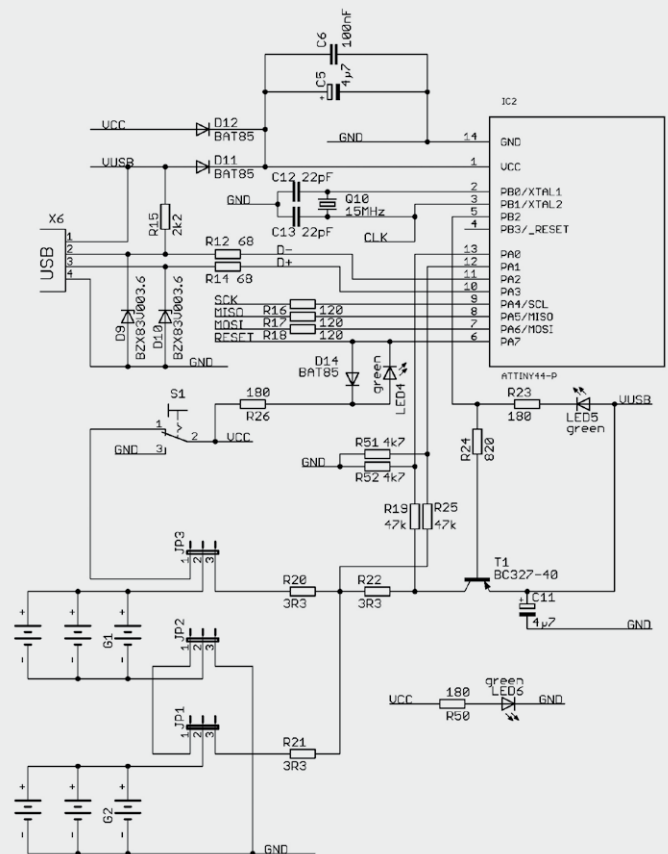 C6
100nF
C5
4µ7
+
IC2
VCC
D12
BAT85
GND
14
GND
VUSB
D11
BAT85
1
VCC
C12 22pF
2
PB0/XTAL1
GND
Q10
15MHz
3
PB1/XTAL2
5
PB2
C13 22pF
CLK
4
PB3/_RESET
X6
USB
1
2
3
4
R15
2k2
R12 68
D-
R14 68
D+
13
PA0
12
PA1
11
PA2
10
PA3
SCK
9
PA4/SCL
MISO
R16
120
8
PA5/MISO
MOSI
R17
120
7
PA6/MOSI
RESET
R18
120
6
PA7
D9
BZX83V003.6
D10
BZX83V003.6
GND
D14
BAT85
green
LED4
ATTINY44-P
S1
1
2
3
GND
VCC
180
R26
R23
180
LED5
green
VUSB
R24
820
R51 4k7
GND
R52 4k7
R19
47k
R25
47k
JP3
1
2
3
R20
3R3
R22
3R3
T1
BC327-40
C11
+
4µ7
GND
+
+
+
G1
-
-
-
JP2
1
2
3
JP1
1
2
3
R21
3R3
VCC
180
R50
green
LED6
GND
+
+
+
G2
-
-
-
GND